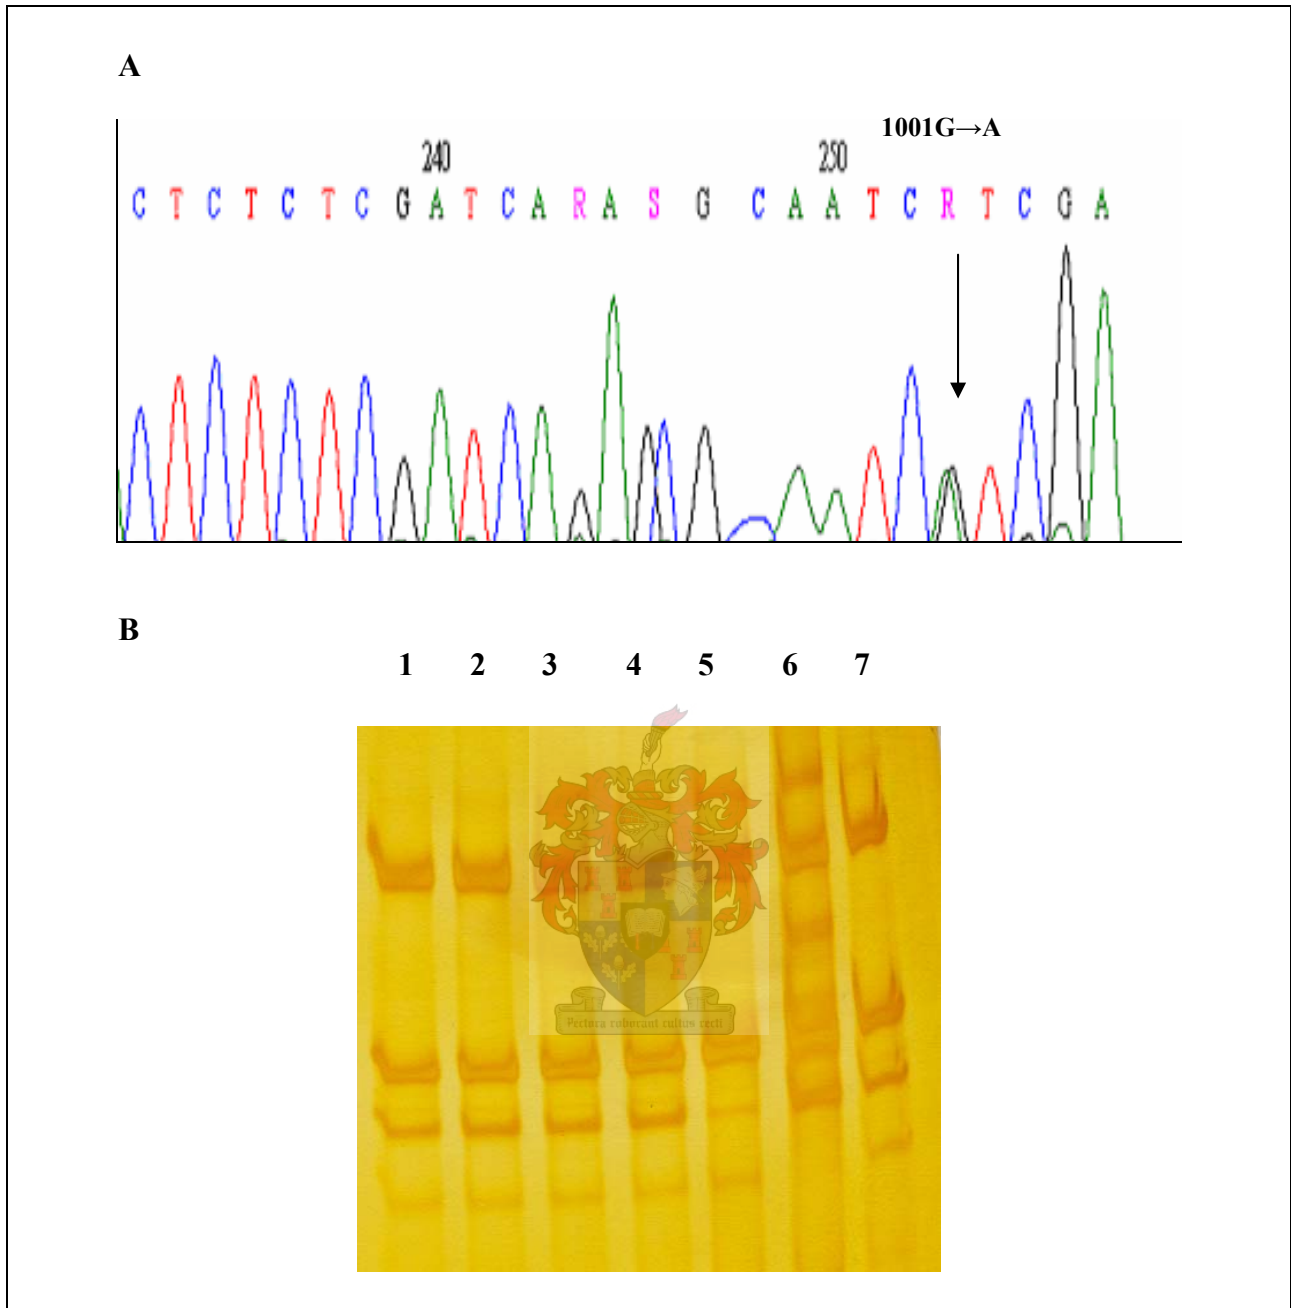 A
1001G→A
240 250
C T C T C T C G A T C A R A S G C A A T C R T C G A
B
1 2 3 4 5 6 7
Pectora roborant cultus recti